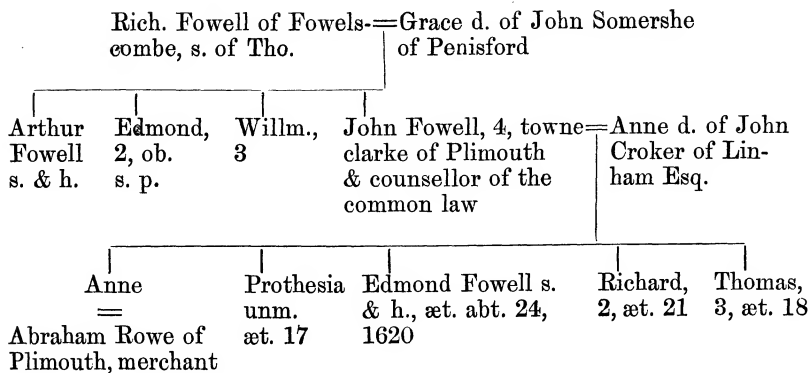 Rich. Fowell of Fowels-=Grace d. of John Somershe
combe, s. of Tho. of Penisford
Arthur
Fowell
s. & h.
Edmond,
2, ob.
s. p.
Willm.,
3
John Fowell, 4, towne=Anne d. of John
clarke of Plimouth Croker of Lin-
& counsellor of the ham Esq.
common law
Anne
=
Abraham Rowe of
Plimouth, merchant
Prothesia
unm.
æt. 17
Edmond Fowell s.
& h., æt. abt. 24,
1620
Richard,
2, æt. 21
Thomas,
3, æt. 18